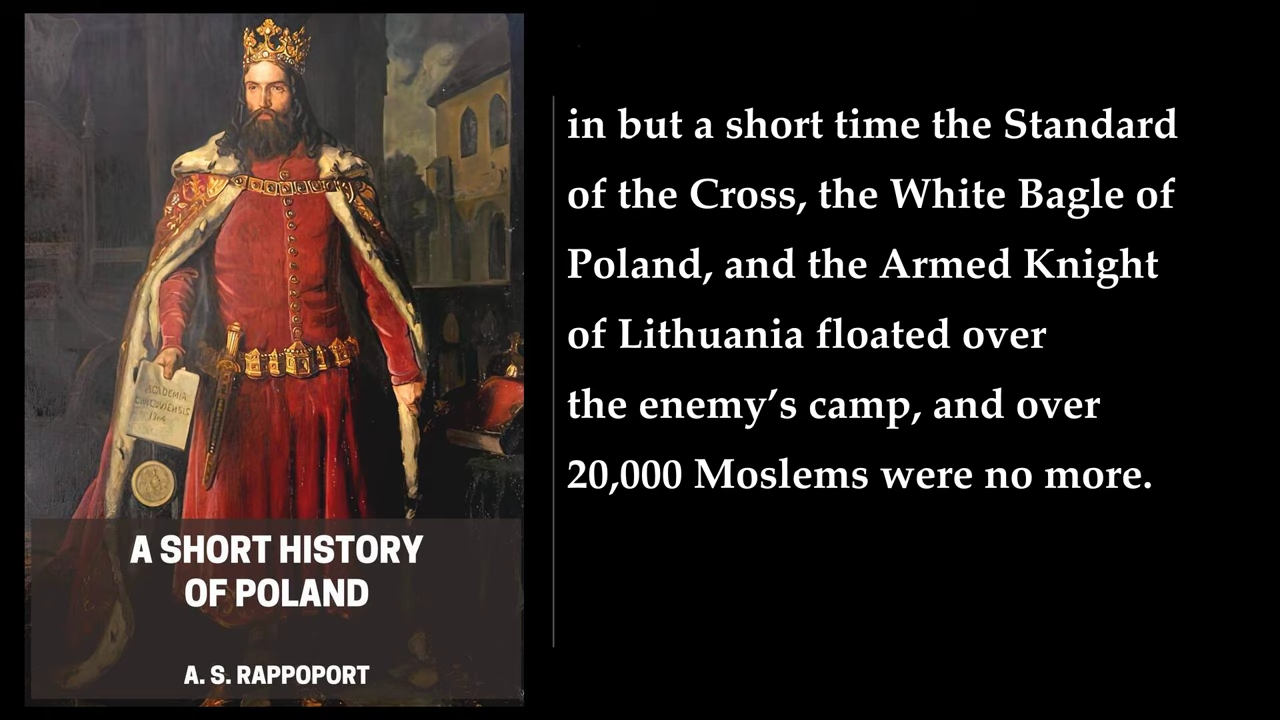 in but a short time the Standard
of the Cross, the White Bagle of
Poland, and the Armed Knight
of Lithuania floated over
the enemy’s camp, and over
20,000 Moslems were no more.
ACADEMIA
A SHORT HISTORY
OF POLAND
A. S. RAPPOPORT